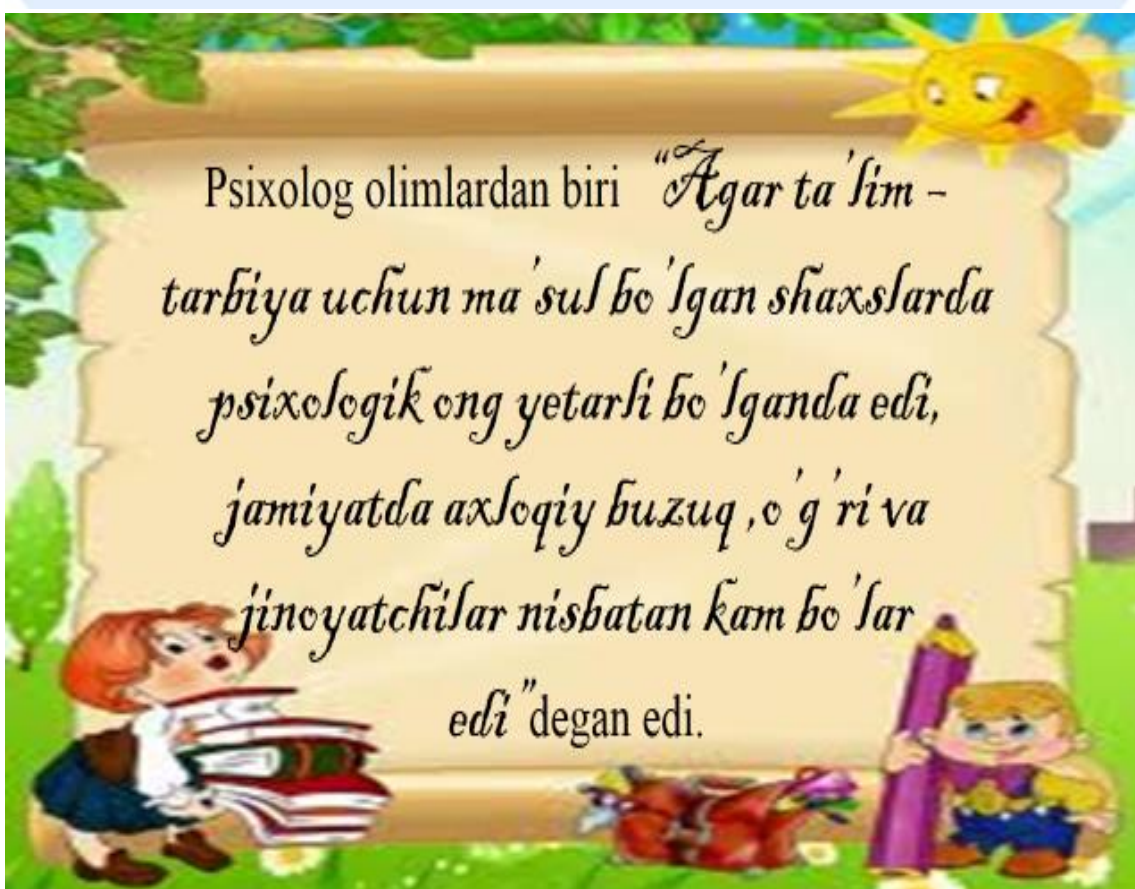 Psixolog olimlardan biri “Agar ta'lim –
tarbiya uchun ma'sul bo'lgan shaxslarda
psixologik ong yetarli bo'lganda edi,
jamiyatda axloqiy buzuq ,o'g'ri va
jinoyatchilar nisbatan kam bo'lar
edi”degan edi.